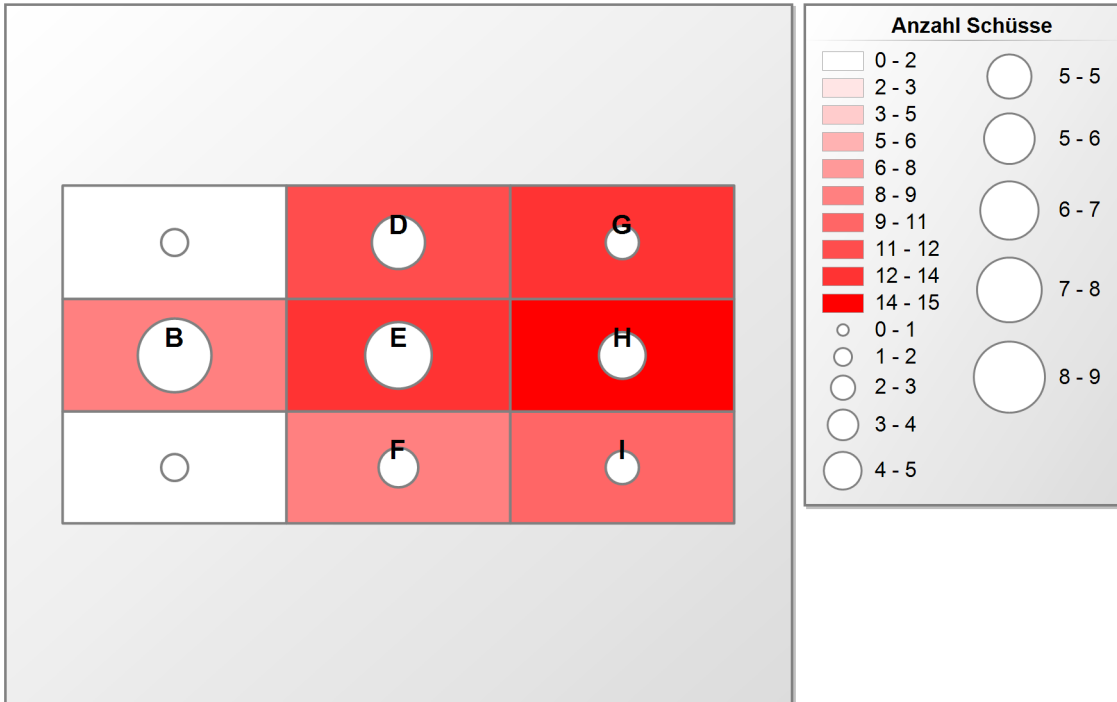 D
G
B
E
H
F
I
Anzahl Schüsse
0 - 2
2 - 3
3 - 5
5 - 6
6 - 8
8 - 9
9 - 11
11 - 12
12 - 14
14 - 15
0 - 1
1 - 2
2 - 3
3 - 4
4 - 5
5 - 5
5 - 6
6 - 7
7 - 8
8 - 9